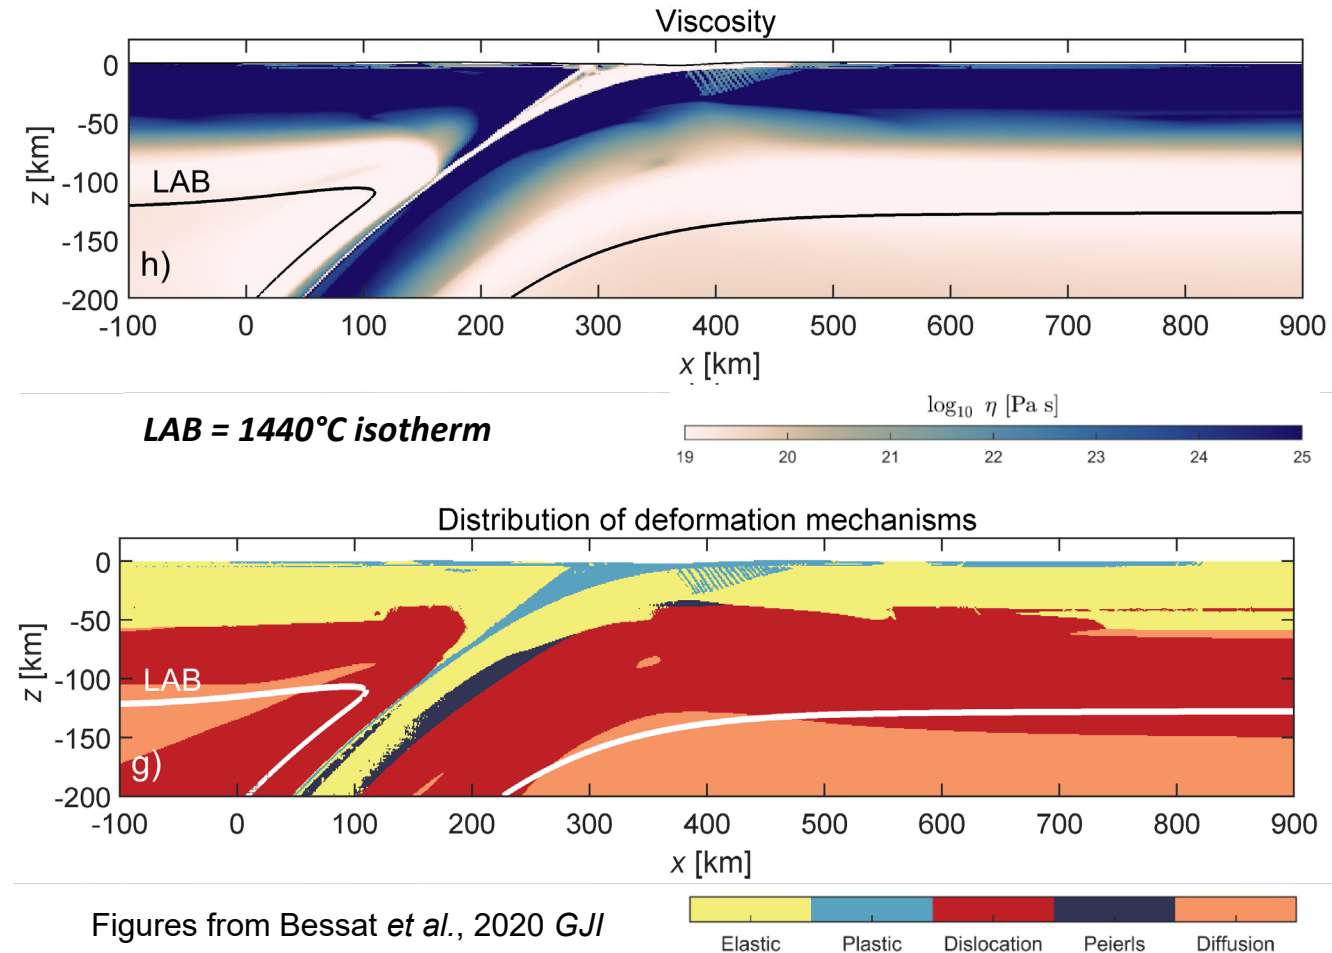 Viscosity
0
-50
-100
-150
-200
z [km]
LAB
h)
-100 0 100 200 300 400 500 600 700 800 900
x [km]
LAB = 1440°C isotherm
log10 η [Pa s]
19 20 21 22 23 24 25
Distribution of deformation mechanisms
0
-50
-100
-150
-200
z [km]
LAB
g)
-100 0 100 200 300 400 500 600 700 800 900
x [km]
Figures from Bessat et al., 2020 GJI
Elastic Plastic Dislocation Peierls Diffusion